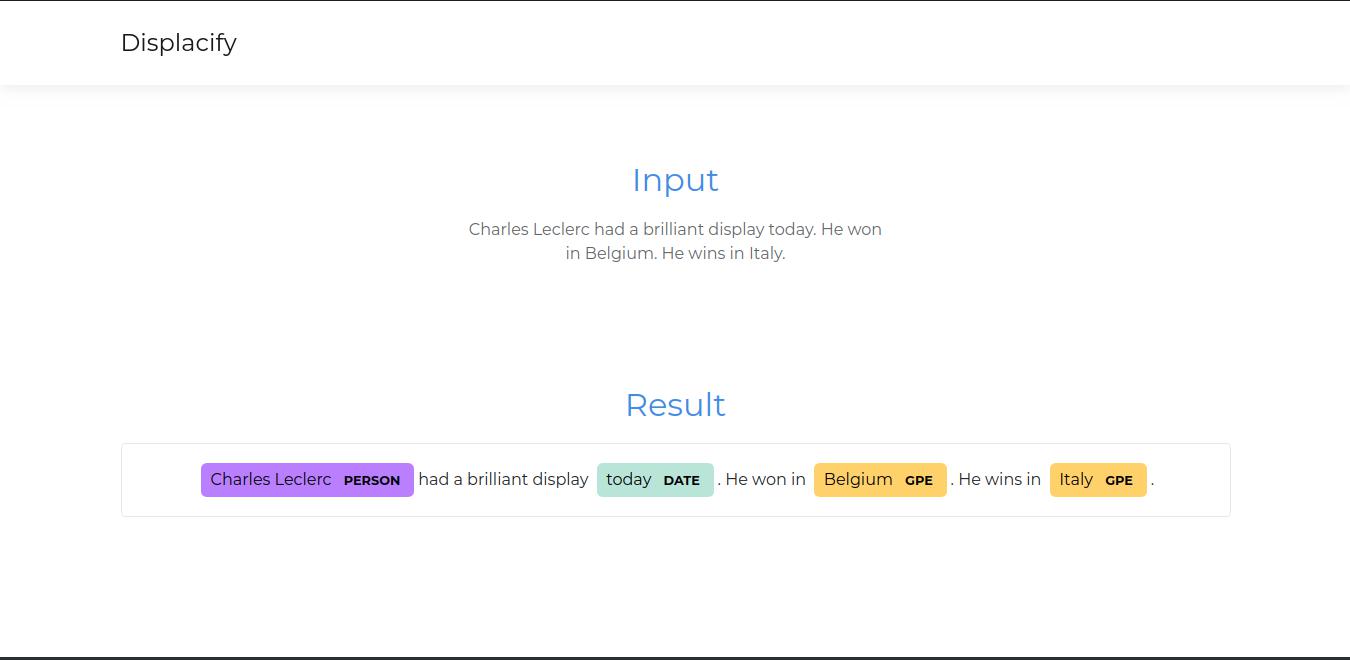 Displacify
Input
Charles Leclerc had a brilliant display today. He won
in Belgium. He wins in Italy.
Result
Charles Leclerc PERSON had a brilliant display today DATE . He won in Belgium GPE . He wins in Italy GPE .